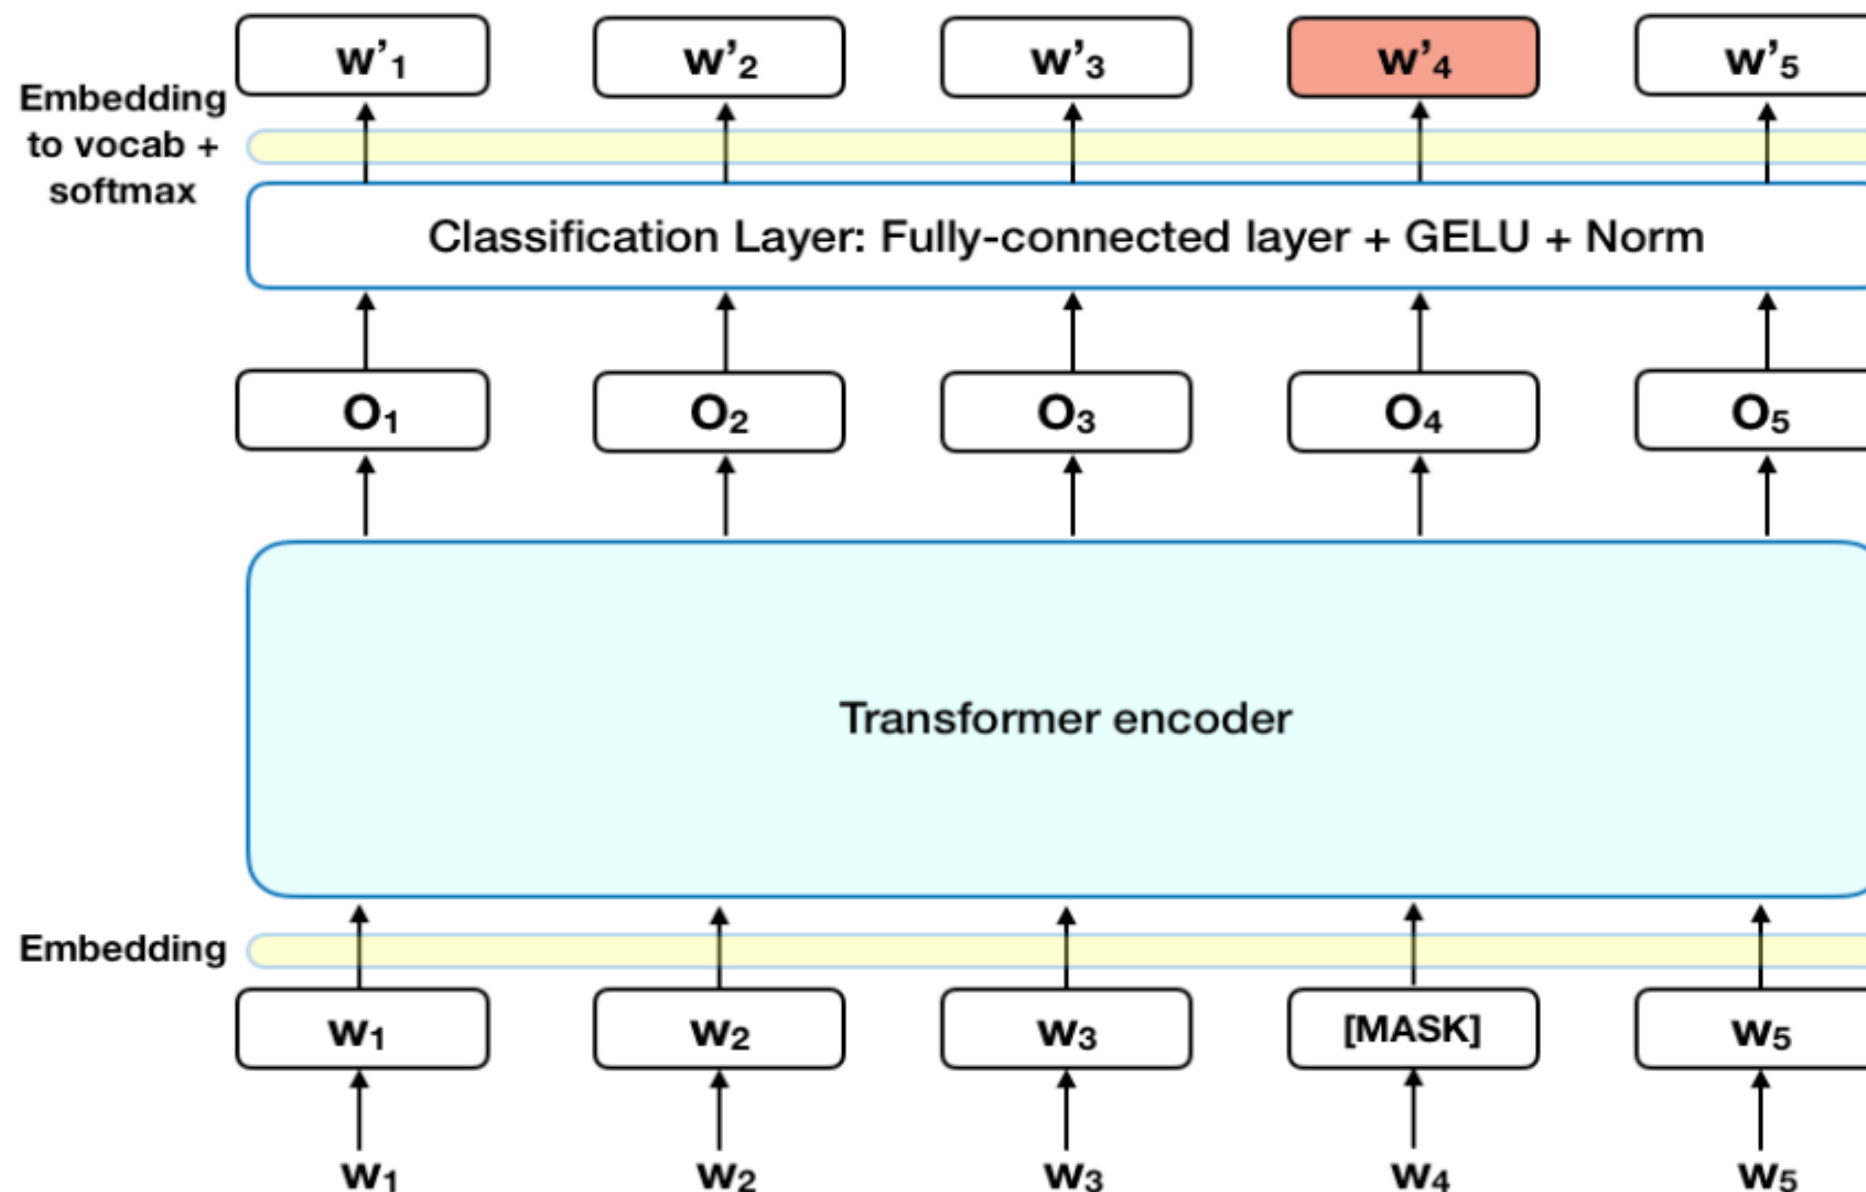 w’₁ w’₂ w’₃ w’₄ w’₅
Embedding
to vocab +
softmax
Classification Layer: Fully-connected layer + GELU + Norm
O₁ O₂ O₃ O₄ O₅
Transformer encoder
Embedding
w₁ w₂ w₃ [MASK] w₅
w₁ w₂ w₃ w₄ w₅